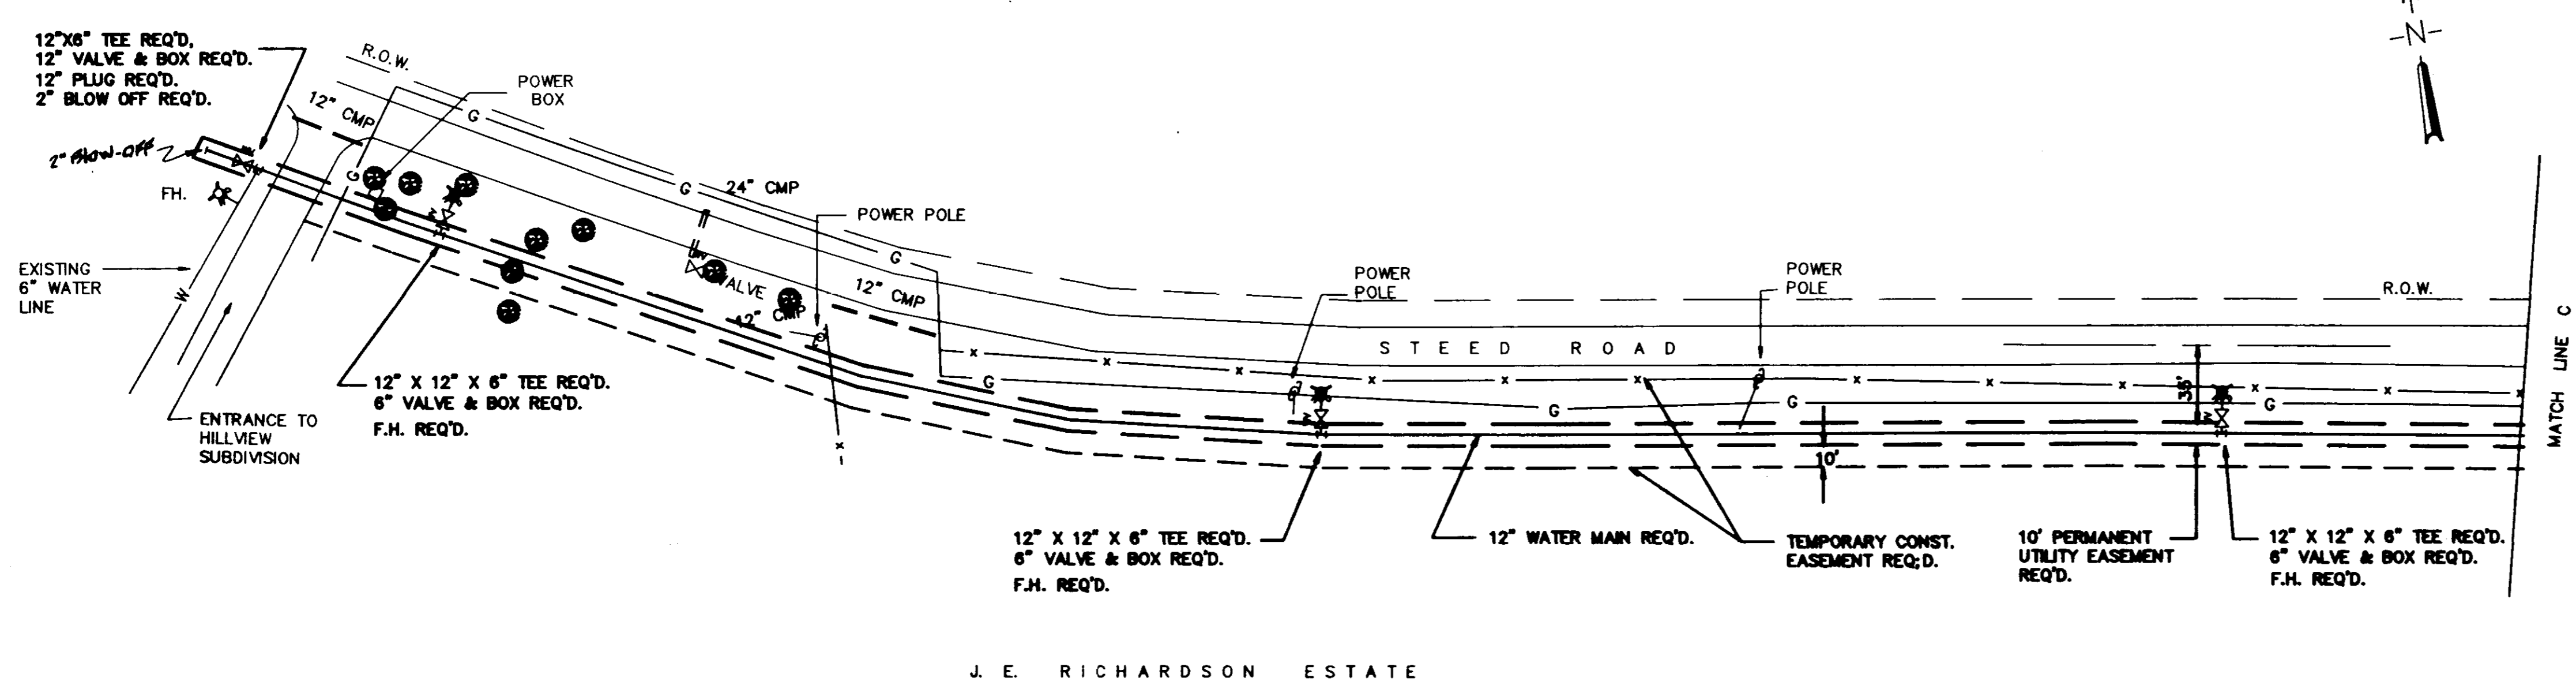 12"X6" TEE REQ'D,
12" VALVE & BOX REQ'D.
12" PLUG REQ'D.
2" BLOW OFF REQ'D.
R.O.W.
POWER
BOX
12" CMP
G
2" Blow-off
FH.
G
W
G
24" CMP
POWER POLE
G
VALVE
12" CMP
12" CMP
EXISTING
6" WATER
LINE
W
ENTRANCE TO
HILLVIEW
SUBDIVISION
12" X 12" X 6" TEE REQ'D.
6" VALVE & BOX REQ'D.
F.H. REQ'D.
G
POWER
POLE
STEED ROAD
POWER
POLE
R.O.W.
N
MATCH LINE C
35'
G
G
G
W
W
10'
12" X 12" X 6" TEE REQ'D.
6" VALVE & BOX REQ'D.
F.H. REQ'D.
12" WATER MAIN REQ'D.
TEMPORARY CONST.
EASEMENT REQ;D.
10' PERMANENT
UTILITY EASEMENT
REQ'D.
12" X 12" X 6" TEE REQ'D.
6" VALVE & BOX REQ'D.
F.H. REQ'D.
J. E. RICHARDSON ESTATE